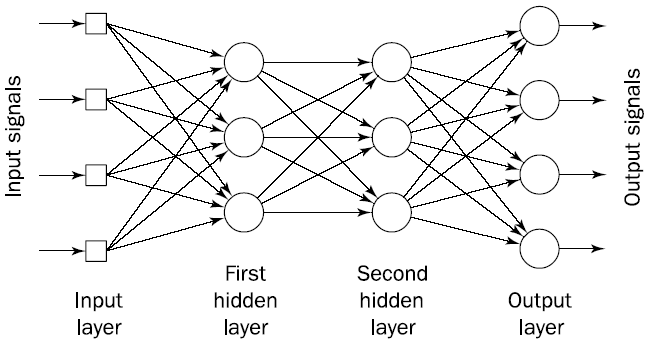 Input signals
Output signals
Input
layer
First
hidden
layer
Second
hidden
layer
Output
layer